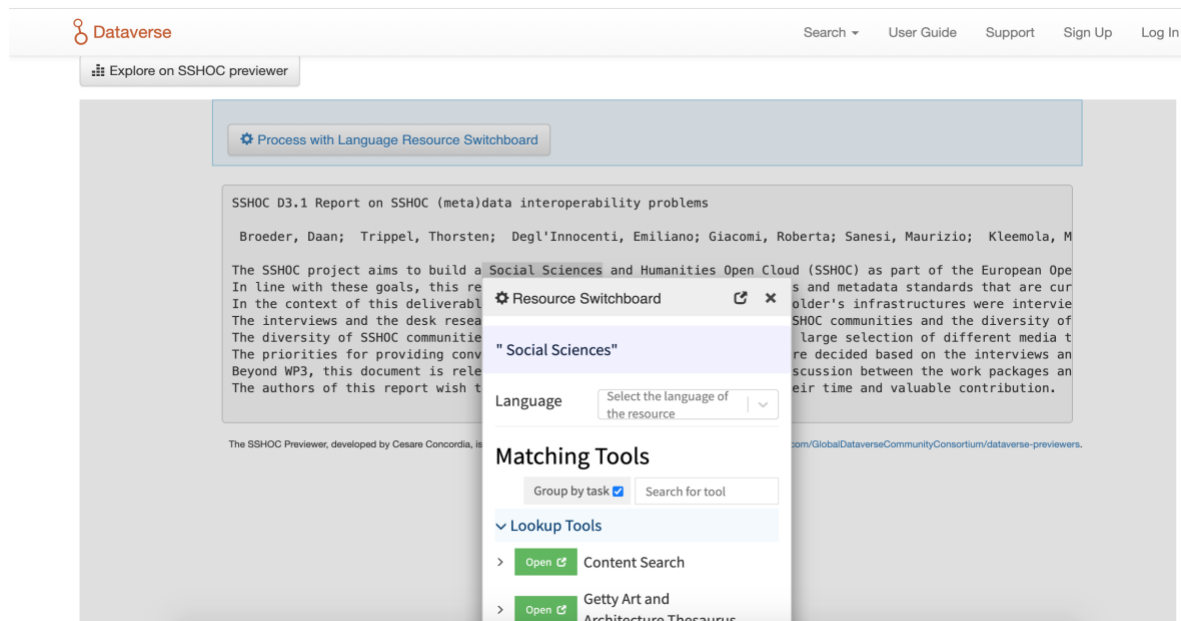 Dataverse
Search User Guide Support Sign Up Log In
Explore on SSHOC previewer
Process with Language Resource Switchboard
SSHOC D3.1 Report on SSHOC (meta)data interoperability problems
Broeder, Daan; Trippel, Thorsten; Degl'Innocenti, Emiliano; Giacomi, Roberta; Sanesi, Maurizio; Kleemola, M
The SSHOC project aims to build a Social Sciences and Humanities Open Cloud (SSHOC) as part of the European Ope
In line with these goals, this re s and metadata standards that are cur
In the context of this deliverabl older's infrastructures were intervie
The interviews and the desk resea SHOC communities and the diversity of
The diversity of SSHOC communitie large selection of different media t
The priorities for providing conv re decided based on the interviews an
Beyond WP3, this document is rele scussion between the work packages an
The authors of this report wish t eir time and valuable contribution.
The SSHOC Previewer, developed by Cesare Concordia, is com/GlobalDataverseCommunityConsortium/dataverse-previewers.
Resource Switchboard
" Social Sciences"
Language
Select the language of
the resource
Matching Tools
Group by task
Search for tool
Lookup Tools
Open Content Search
Open Getty Art and
Architecture Thesaurus